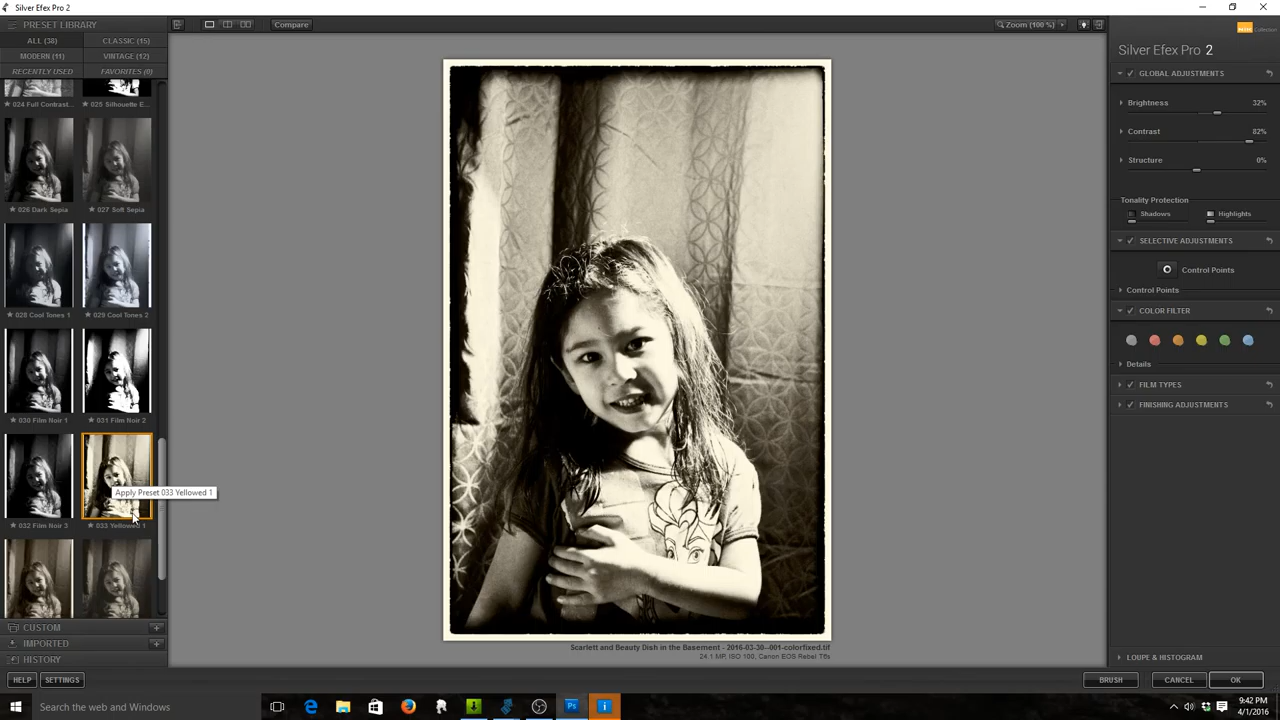 Silver Efex Pro 2
PRESET LIBRARY
ALL (38)
CLASSIC (15)
MODERN (11)
VINTAGE (12)
RECENTLY USED
FAVORITES (0)
Compare
Zoom (100 %)
024 Full Contrast...
025 Silhouette E...
026 Dark Sepia
027 Soft Sepia
028 Cool Tones 1
029 Cool Tones 2
030 Film Noir 1
031 Film Noir 2
032 Film Noir 3
033 Yellowed 1
Apply Preset 033 Yellowed 1
CUSTOM
IMPORTED
HISTORY
HELP
SETTINGS
Scarlett and Beauty Dish in the Basement - 2016-03-30--001-colorfixed.tif
24.1 MP, ISO 100, Canon EOS Rebel T6s
Collection
Silver Efex Pro 2
GLOBAL ADJUSTMENTS
Brightness 32%
Contrast 82%
Structure 0%
Tonality Protection
Shadows
Highlights
SELECTIVE ADJUSTMENTS
Control Points
Control Points
COLOR FILTER
Details
FILM TYPES
FINISHING ADJUSTMENTS
LOUPE & HISTOGRAM
BRUSH
CANCEL
OK
Search the web and Windows
9:42 PM
4/1/2016